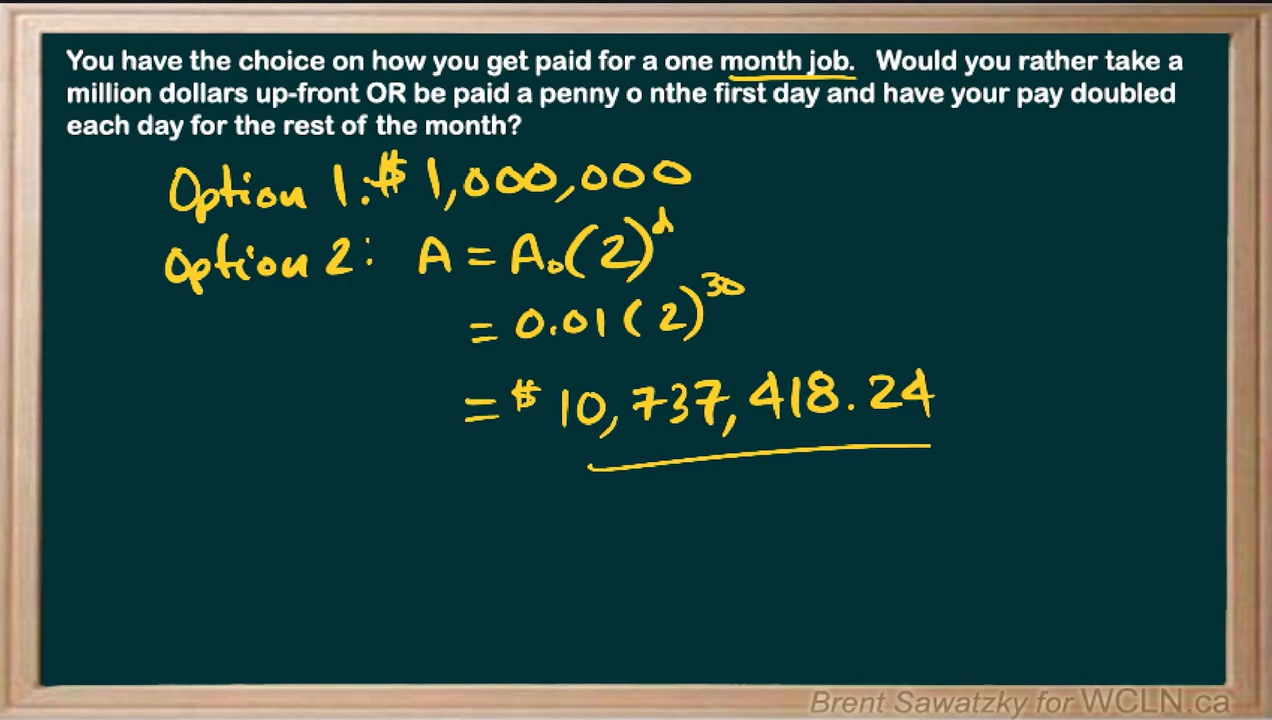 You have the choice on how you get paid for a one month job. Would you rather take a
million dollars up-front OR be paid a penny o nthe first day and have your pay doubled
each day for the rest of the month?
Option 1: $ 1,000,000
Option 2: A = A₀(2)ᵈ
= 0.01(2)³⁰
= $ 10,737,418.24
Brent Sawatzky for WCLN.ca